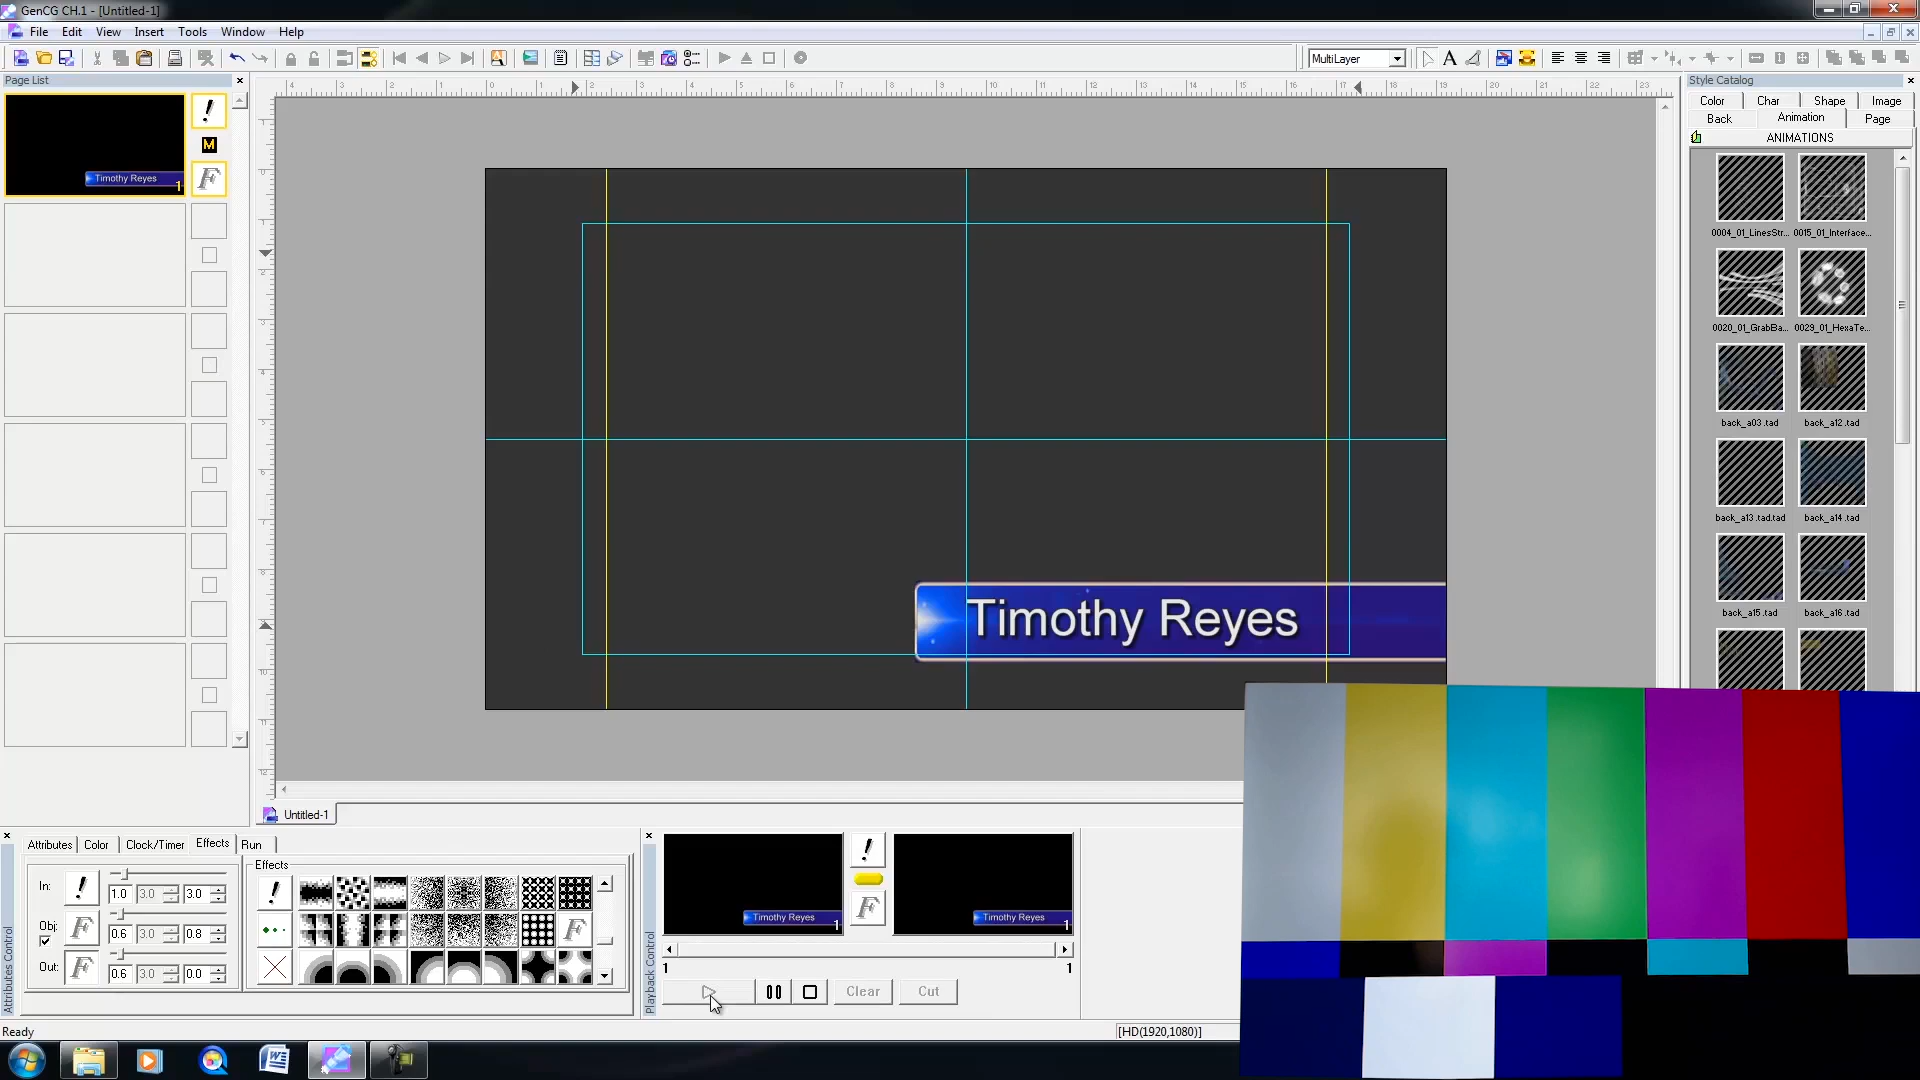 GenCG CH.1 - [Untitled-1]
File Edit View Insert Tools Window Help
MultiLayer
Page List
Style Catalog
Color Char Shape Image
Back Animation Page
ANIMATIONS
0004_01_LinesStr... 0015_01_Interface...
0020_01_GrabBa... 0029_01_HexaTe...
back_a03.tad back_a12.tad
back_a13.tad.tad back_a14.tad
back_a15.tad back_a16.tad
Timothy Reyes
1
M
F
Timothy Reyes
Untitled-1
Attributes Color Clock/Timer Effects Run
Effects
In: 1.0 3.0 3.0
Obj: F 0.6 3.0 0.8
Out: F 0.6 3.0 0.0
F
Attributes Control
Playback Control
Timothy Reyes 1
F
Timothy Reyes 1
1 1
Clear Cut
Ready
[HD(1920,1080)]